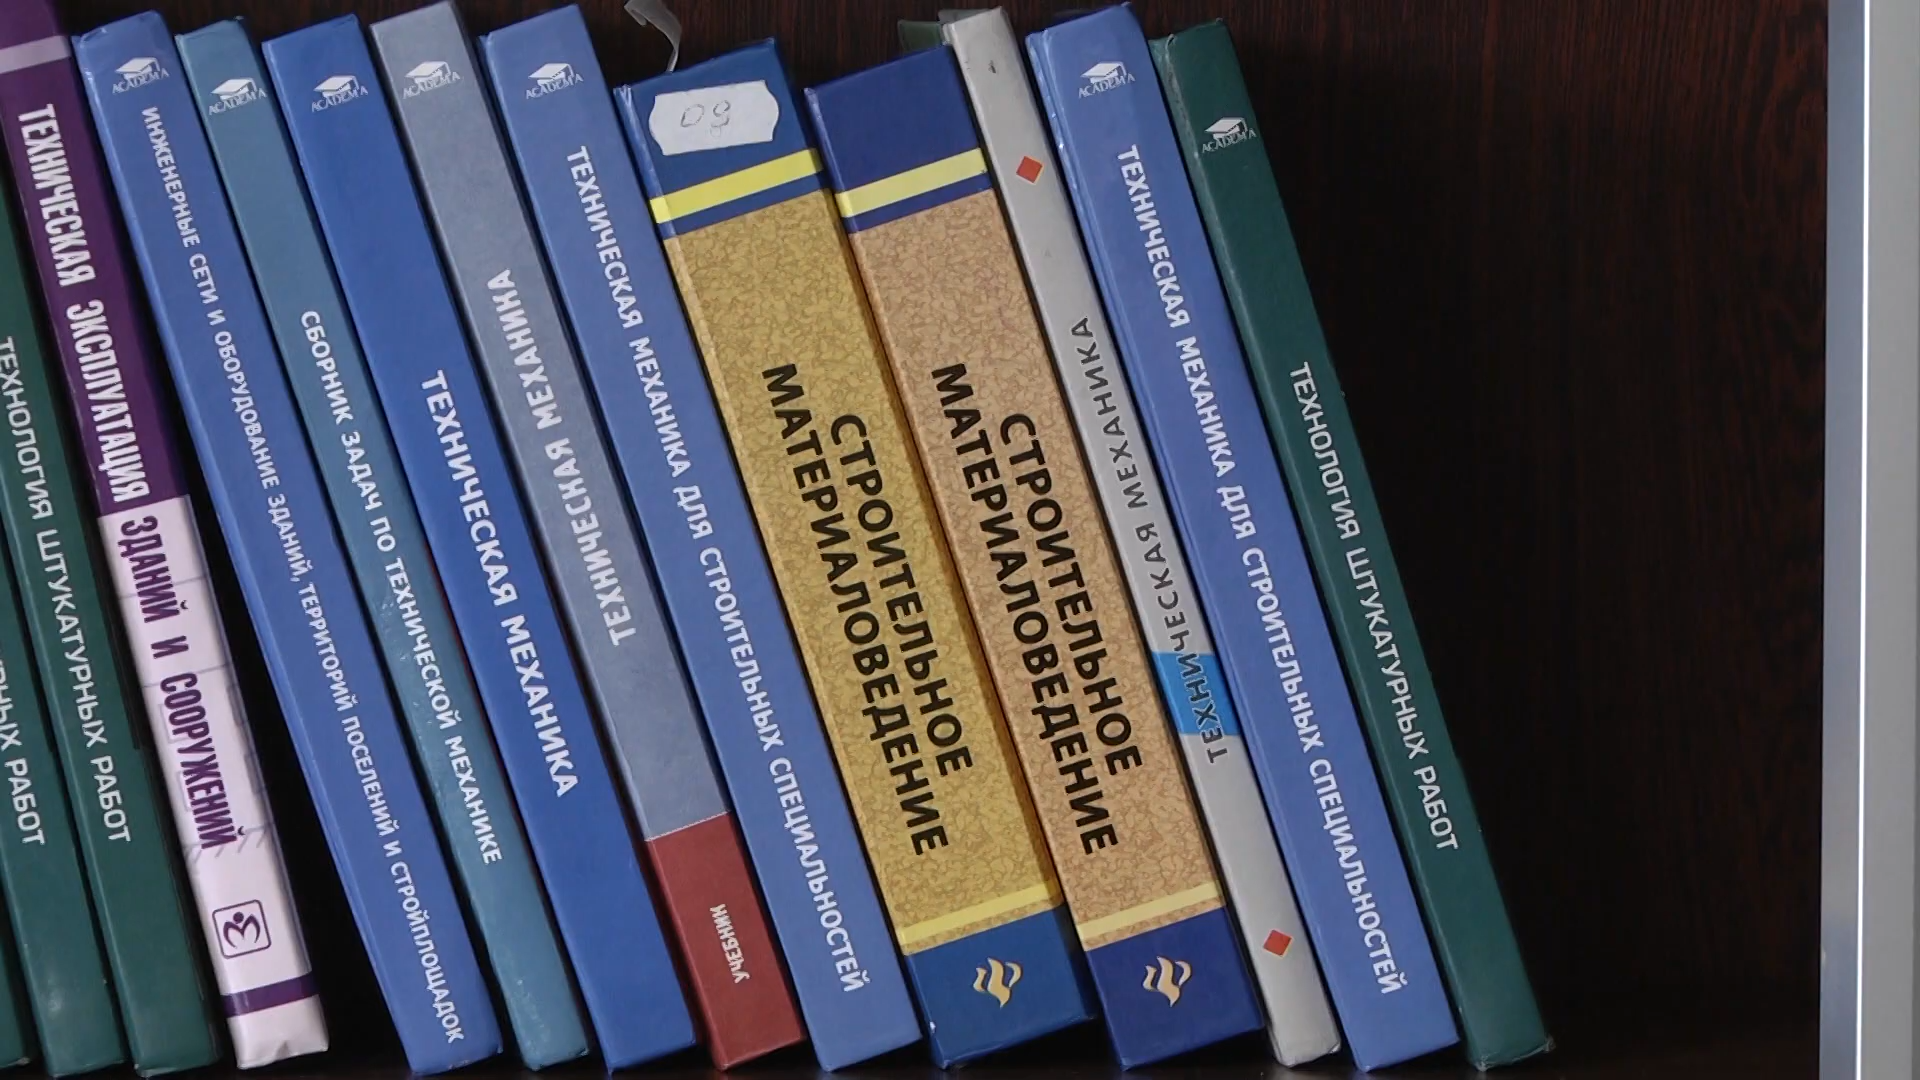 РНЫХ РАБОТ
ТЕХНОЛОГИЯ ШТУКАТУРНЫХ РАБОТ
ТЕХНИЧЕСКАЯ ЭКСПЛУАТАЦИЯ ЗДАНИЙ И СООРУЖЕНИЙ
З
ACADEMA
ИНЖЕНЕРНЫЕ СЕТИ И ОБОРУДОВАНИЕ ЗДАНИЙ, ТЕРРИТОРИЙ ПОСЕЛЕНИЙ И СТРОЙПЛОЩАДОК
ACADEMA
СБОРНИК ЗАДАЧ ПО ТЕХНИЧЕСКОЙ МЕХАНИКЕ
ACADEMA
ТЕХНИЧЕСКАЯ МЕХАНИКА
ACADEMA
ТЕХНИЧЕСКАЯ МЕХАНИКА
УЧЕБНИК
ACADEMA
ТЕХНИЧЕСКАЯ МЕХАНИКА ДЛЯ СТРОИТЕЛЬНЫХ СПЕЦИАЛЬНОСТЕЙ
СТРОИТЕЛЬНОЕ
МАТЕРИАЛОВЕДЕНИЕ
СТРОИТЕЛЬНОЕ
МАТЕРИАЛОВЕДЕНИЕ
ТЕХНИЧЕСКАЯ МЕХАНИКА
ACADEMA
ТЕХНИЧЕСКАЯ МЕХАНИКА ДЛЯ СТРОИТЕЛЬНЫХ СПЕЦИАЛЬНОСТЕЙ
ACADEMA
ТЕХНОЛОГИЯ ШТУКАТУРНЫХ РАБОТ